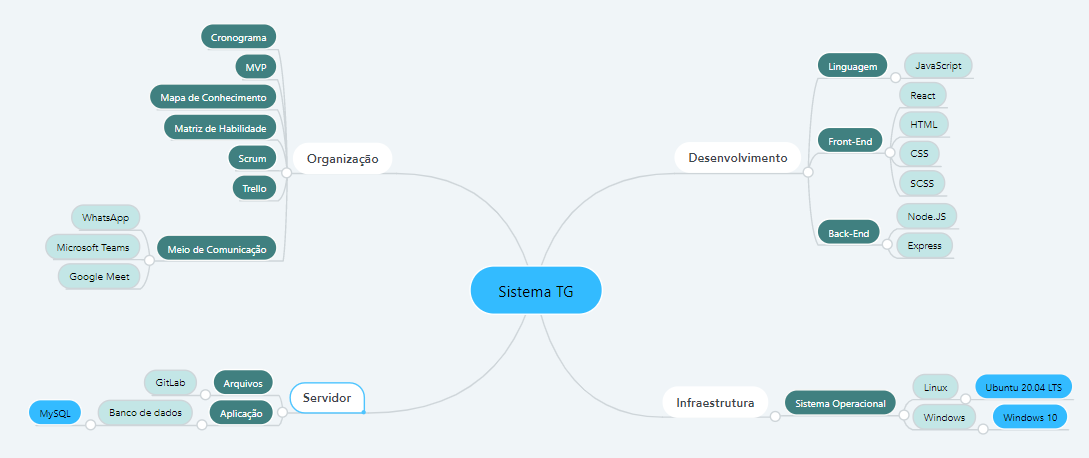 Sistema TG
Organização
Cronograma
MVP
Mapa de Conhecimento
Matriz de Habilidade
Scrum
Trello
Meio de Comunicação
WhatsApp
Microsoft Teams
Google Meet
Desenvolvimento
Linguagem
JavaScript
Front-End
React
HTML
CSS
SCSS
Back-End
Node.JS
Express
Servidor
Arquivos
GitLab
Aplicação
Banco de dados
MySQL
Infraestrutura
Sistema Operacional
Linux
Ubuntu 20.04 LTS
Windows
Windows 10